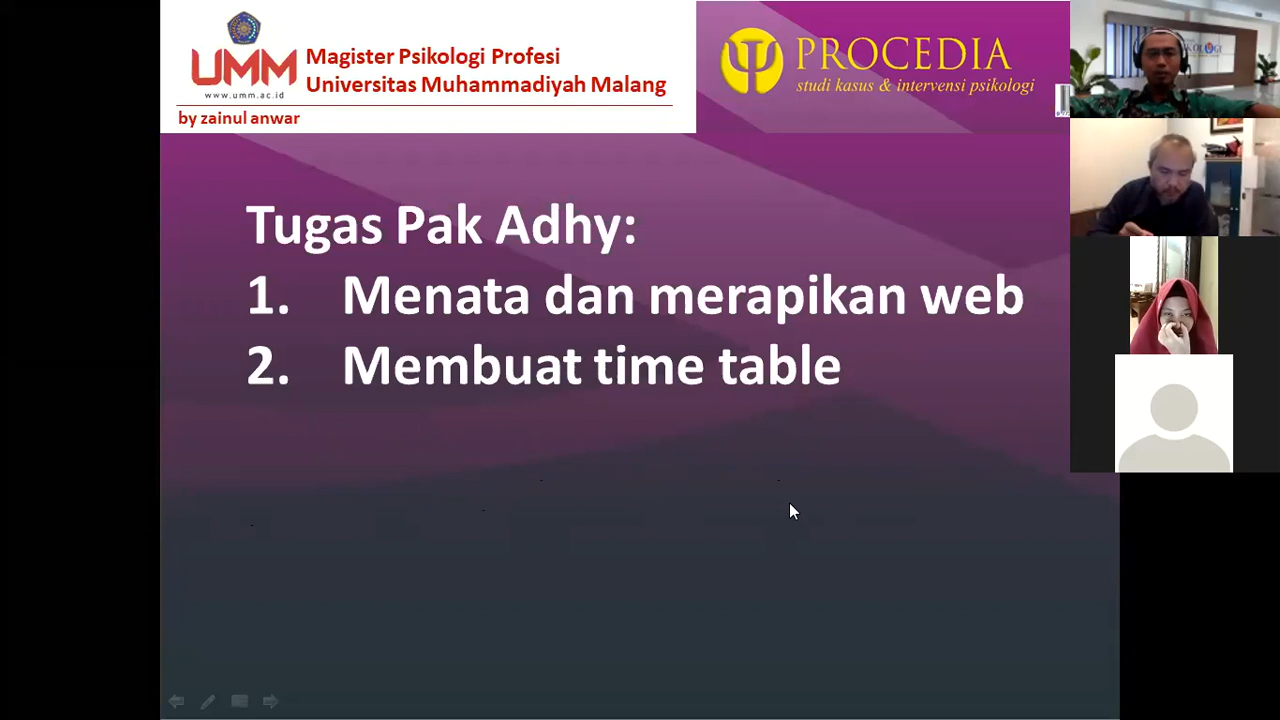 UMM
www.umm.ac.id
Magister Psikologi Profesi
Universitas Muhammadiyah Malang
by zainul anwar
PROCEDIA
studi kasus & intervensi psikologi
Tugas Pak Adhy:
1. Menata dan merapikan web
2. Membuat time table